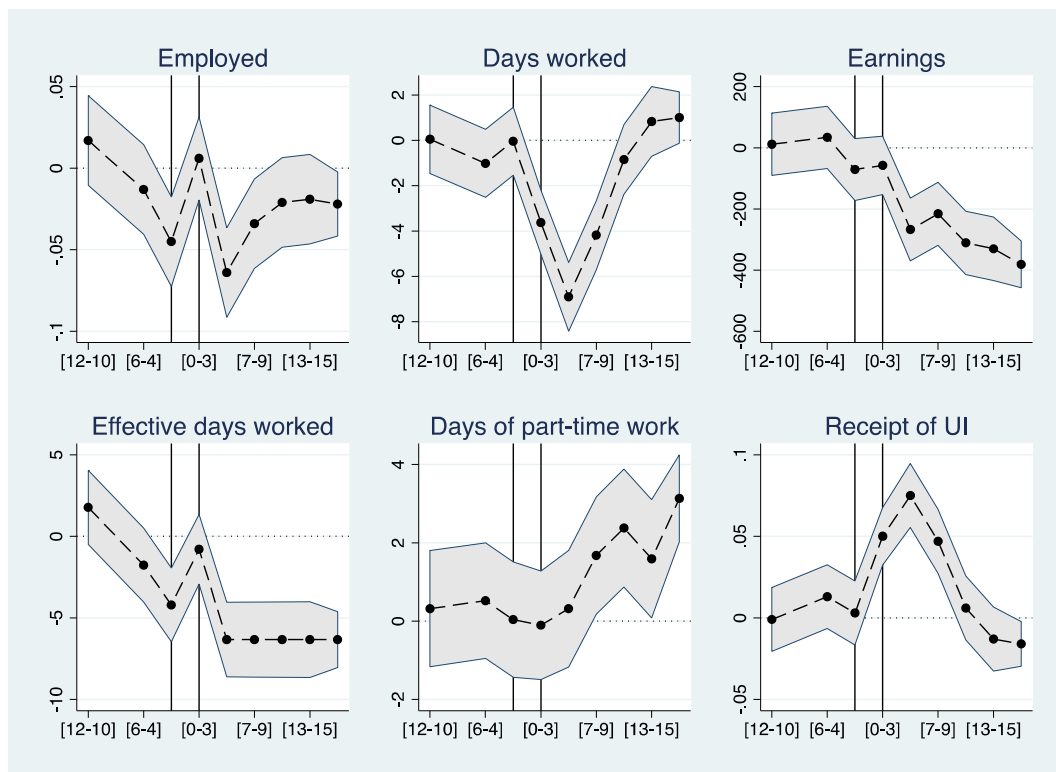 Employed
.05
0
-.05
-.1
[12-10] [6-4] [0-3] [7-9] [13-15]
Days worked
2
0
-2
-4
-6
-8
[12-10] [6-4] [0-3] [7-9] [13-15]
Earnings
200
0
-200
-400
-600
[12-10] [6-4] [0-3] [7-9] [13-15]
Effective days worked
5
0
-5
-10
[12-10] [6-4] [0-3] [7-9] [13-15]
Days of part-time work
4
2
0
-2
[12-10] [6-4] [0-3] [7-9] [13-15]
Receipt of UI
.1
.05
0
-.05
[12-10] [6-4] [0-3] [7-9] [13-15]